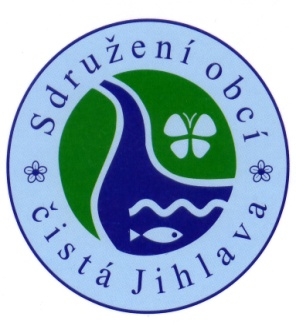 Sdružení obcí
čistá Jihlava